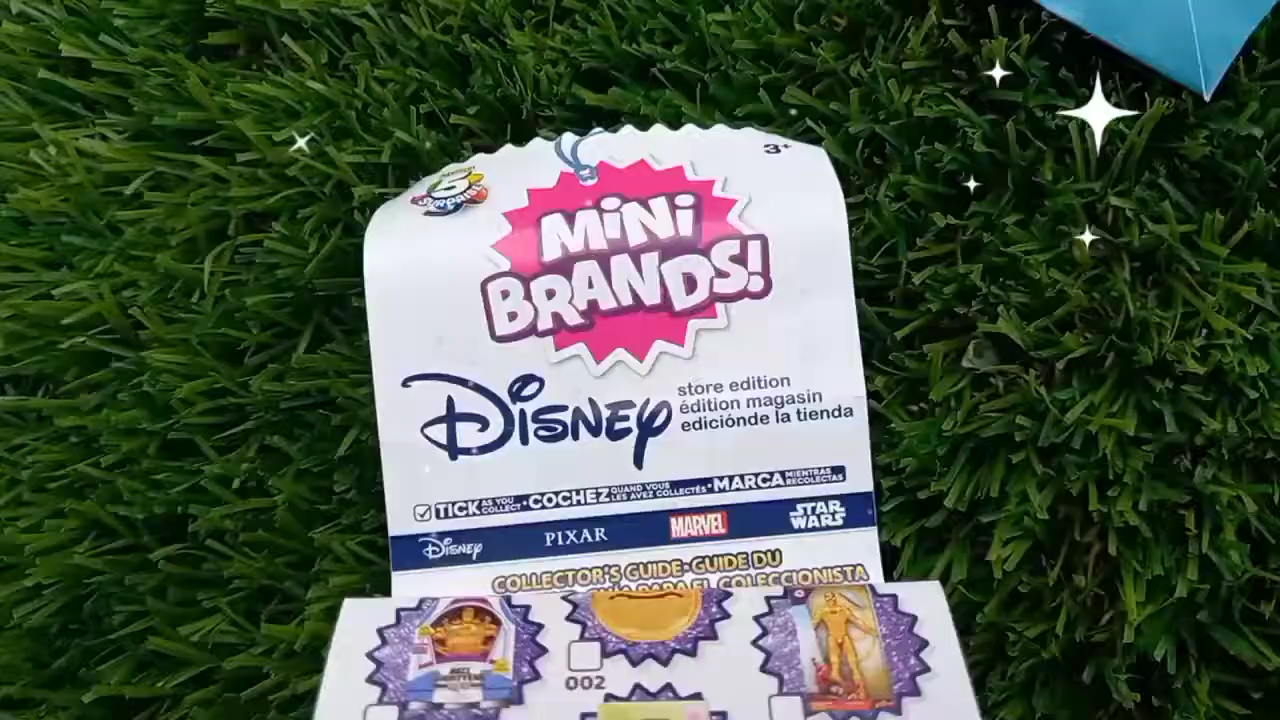 5
SURPRISE
3+
MiNi
BRANDS!
Disney
store edition
édition magasin
ediciónde la tienda
TICK AS YOU COLLECT • COCHEZ QUAND VOUS LES AVEZ COLLECTÉS • MARCA MIENTRAS RECOLECTAS
Disney PIXAR MARVEL STAR WARS
COLLECTOR'S GUIDE • GUIDE DU
PARA EL COLECCIONISTA
002